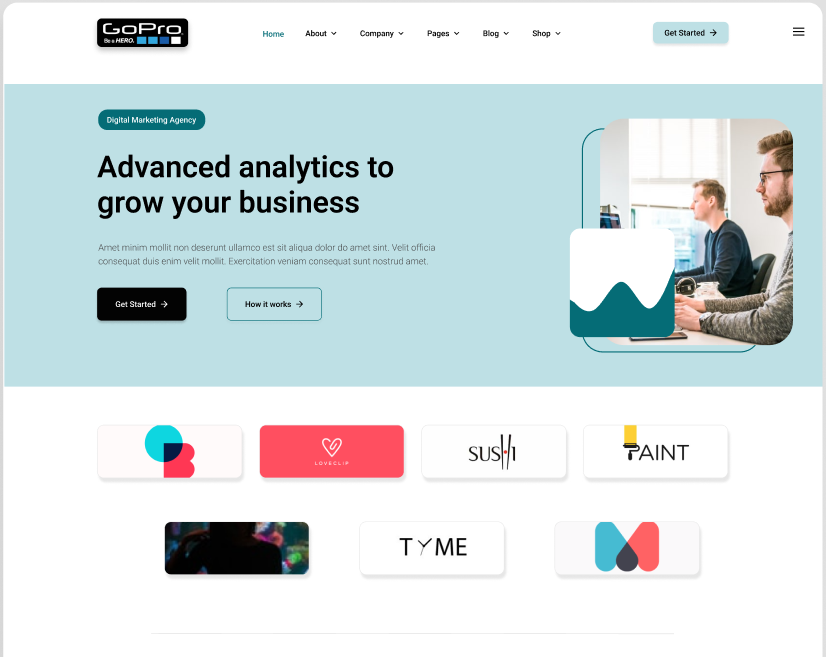 GoPro
Be a HERO.
Home
About
Company
Pages
Blog
Shop
Get Started
Digital Marketing Agency
Advanced analytics to
grow your business
Amet minim mollit non deserunt ullamco est sit aliqua dolor do amet sint. Velit officia
consequat duis enim velit mollit. Exercitation veniam consequat sunt nostrud amet.
Get Started
How it works
LOVECLIP
SUSHI
PAINT
TYME